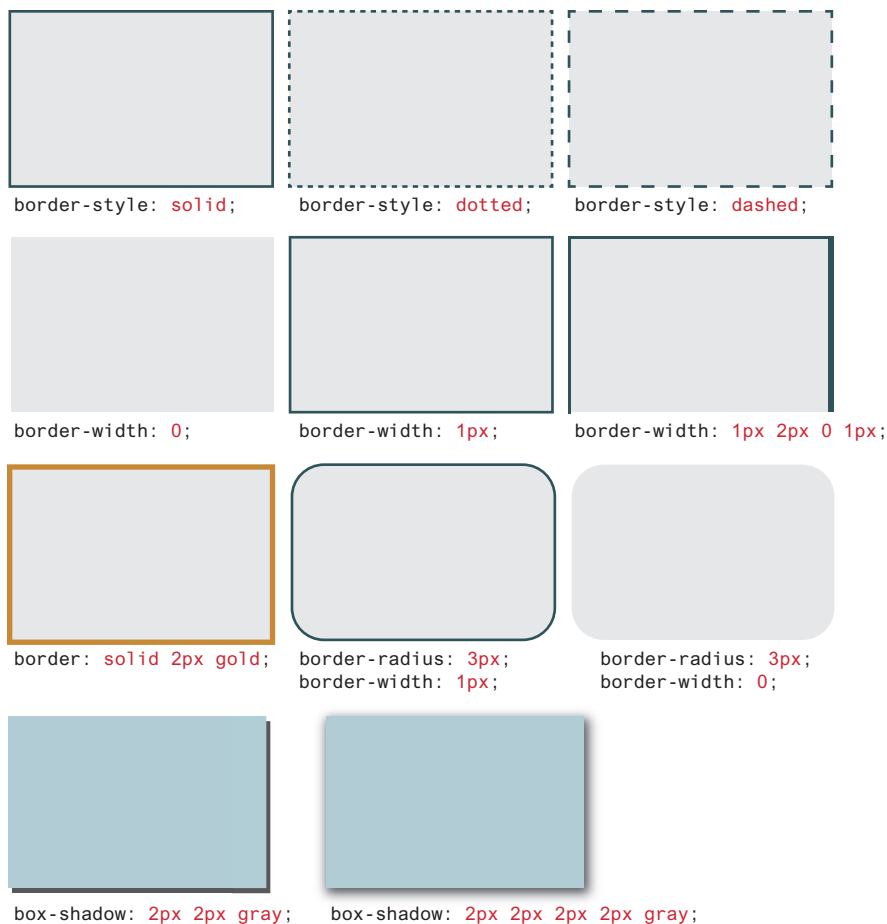 border-style: solid;
border-style: dotted;
border-style: dashed;
border-width: 0;
border-width: 1px;
border-width: 1px 2px 0 1px;
border: solid 2px gold;
border-radius: 3px;
border-width: 1px;
border-radius: 3px;
border-width: 0;
box-shadow: 2px 2px gray;
box-shadow: 2px 2px 2px 2px gray;